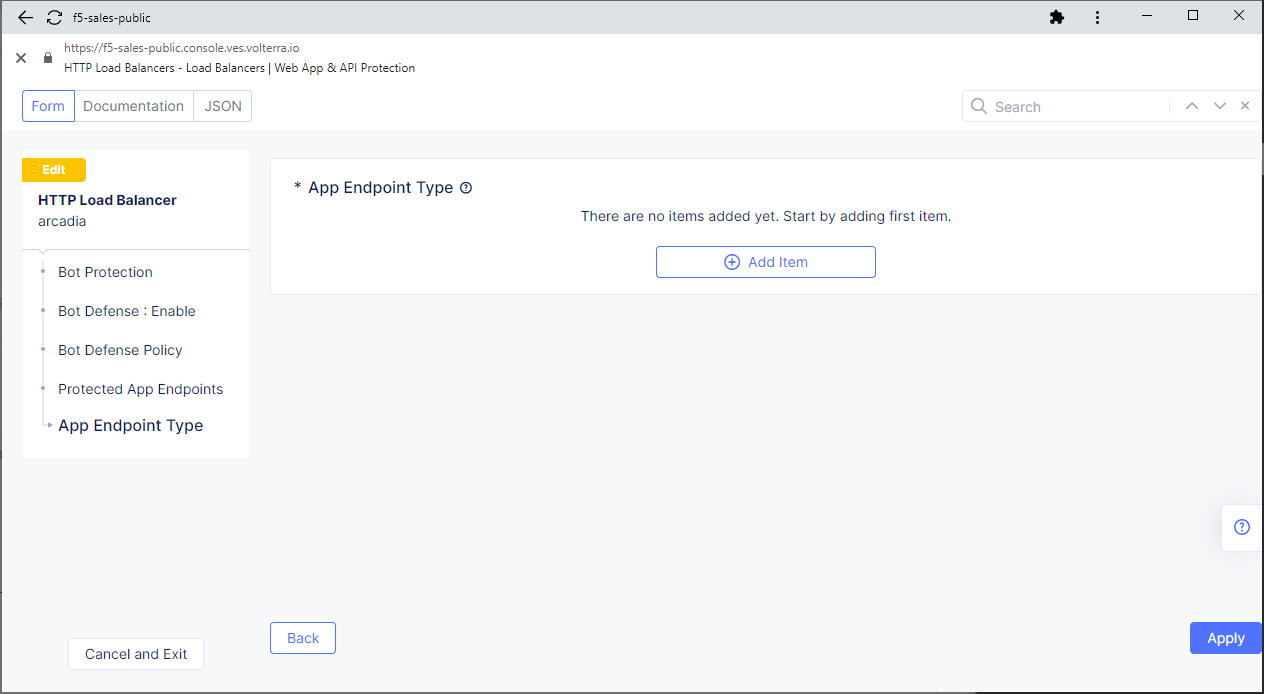 f5-sales-public
https://f5-sales-public.console.ves.volterra.io
HTTP Load Balancers - Load Balancers | Web App & API Protection
Form
Documentation
JSON
Search
Edit
HTTP Load Balancer
arcadia
Bot Protection
Bot Defense : Enable
Bot Defense Policy
Protected App Endpoints
App Endpoint Type
* App Endpoint Type
There are no items added yet. Start by adding first item.
Add Item
Back
Apply
Cancel and Exit